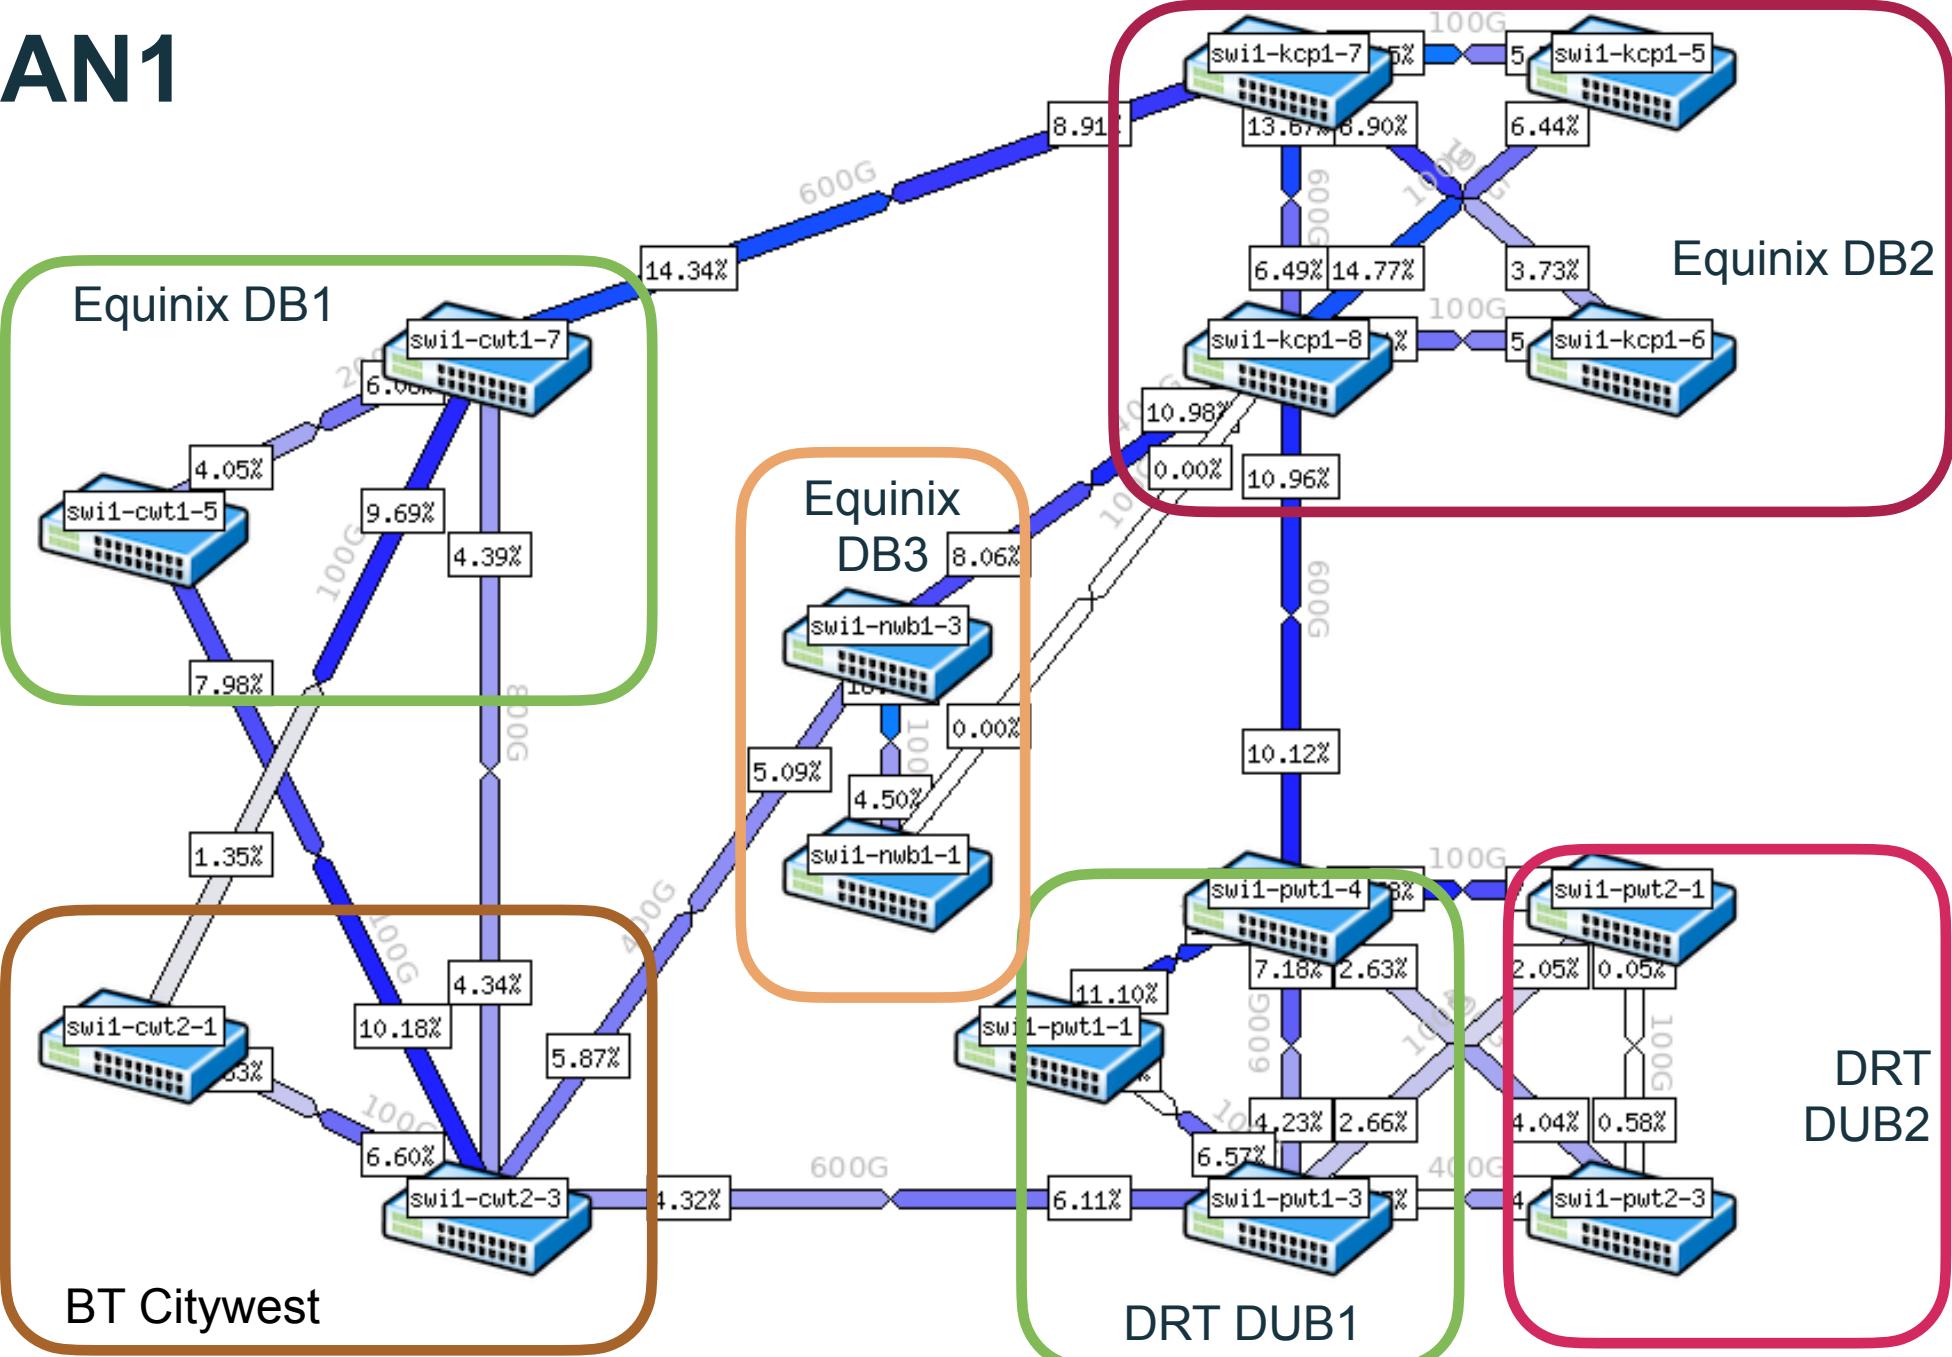 AN1
100G
swi1-kcp1-7
swi1-kcp1-5
8.91%
13.67%
8.90%
6.44%
600G
100G
600G
14.34%
6.49%
14.77%
3.73%
Equinix DB2
Equinix DB1
100G
swi1-cwt1-7
swi1-kcp1-8
swi1-kcp1-6
10.98%
4.05%
0.00%
10.96%
Equinix
DB3
swi1-cwt1-5
9.69%
4.39%
8.06%
100G
600G
swi1-nwb1-3
7.98%
800G
0.00%
10.12%
5.09%
4.50%
1.35%
swi1-nwb1-1
100G
swi1-pwt1-4
swi1-pwt2-1
400G
100G
7.18%
2.63%
2.05%
0.05%
4.34%
11.10%
swi1-cwt2-1
10.18%
swi1-pwt1-1
600G
100G
5.87%
DRT
DUB2
100G
4.23%
2.66%
4.04%
0.58%
6.60%
6.57%
600G
400G
swi1-cwt2-3
4.32%
6.11%
swi1-pwt1-3
swi1-pwt2-3
BT Citywest
DRT DUB1